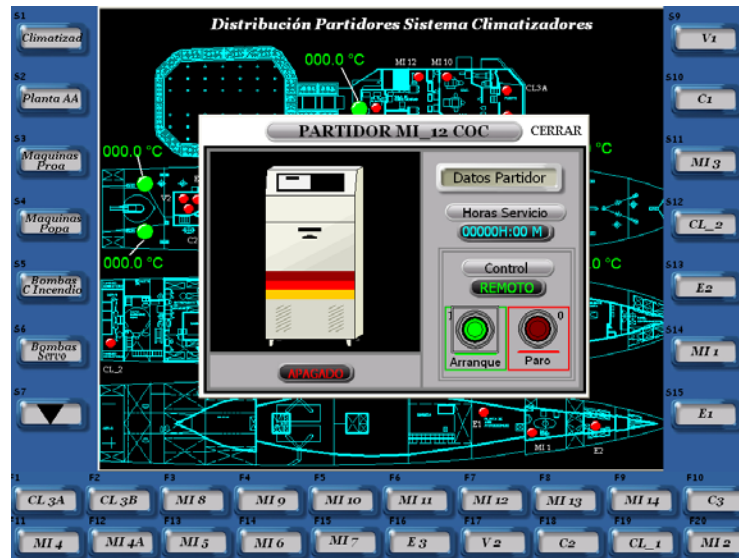 Distribución Partidores Sistema Climatizadores
S1
Climatizad
S2
Planta AA
S3
Maquinas
Proa
S4
Maquinas
Popa
S5
Bombas
C Incendio
S6
Bombas
Servo
S7
S9
V1
S10
C1
S11
MI 3
S12
CL_2
S13
E2
S14
MI 1
S15
E1
000.0 °C
MI 12
MI 10
CL3A
000.0 °C
°C
C2
000.0 °C
0 °C
CL_2
E1
MI 1
E2
PARTIDOR MI_12 COC
CERRAR
Datos Partidor
Horas Servicio
00000H:00 M
Control
REMOTO
1
0
Arranque
Paro
APAGADO
F1
CL 3A
F2
CL 3B
F3
MI 8
F4
MI 9
F5
MI 10
F6
MI 11
F7
MI 12
F8
MI 13
F9
MI 14
F10
C3
F11
MI 4
F12
MI 4A
F13
MI 5
F14
MI 6
F15
MI 7
F16
E 3
F17
V 2
F18
C2
F19
CL_1
F20
MI 2